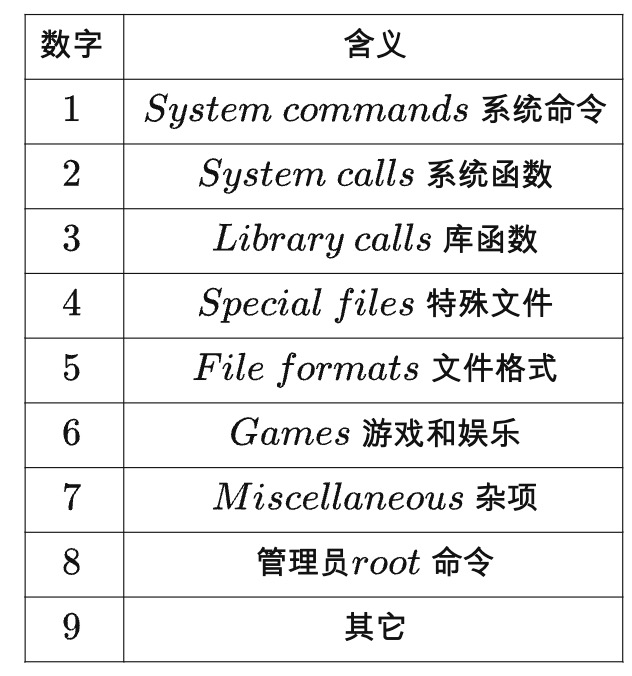 数字 含义
1 System commands 系统命令
2 System calls 系统函数
3 Library calls 库函数
4 Special files 特殊文件
5 File formats 文件格式
6 Games 游戏和娱乐
7 Miscellaneous 杂项
8 管理员root 命令
9 其它